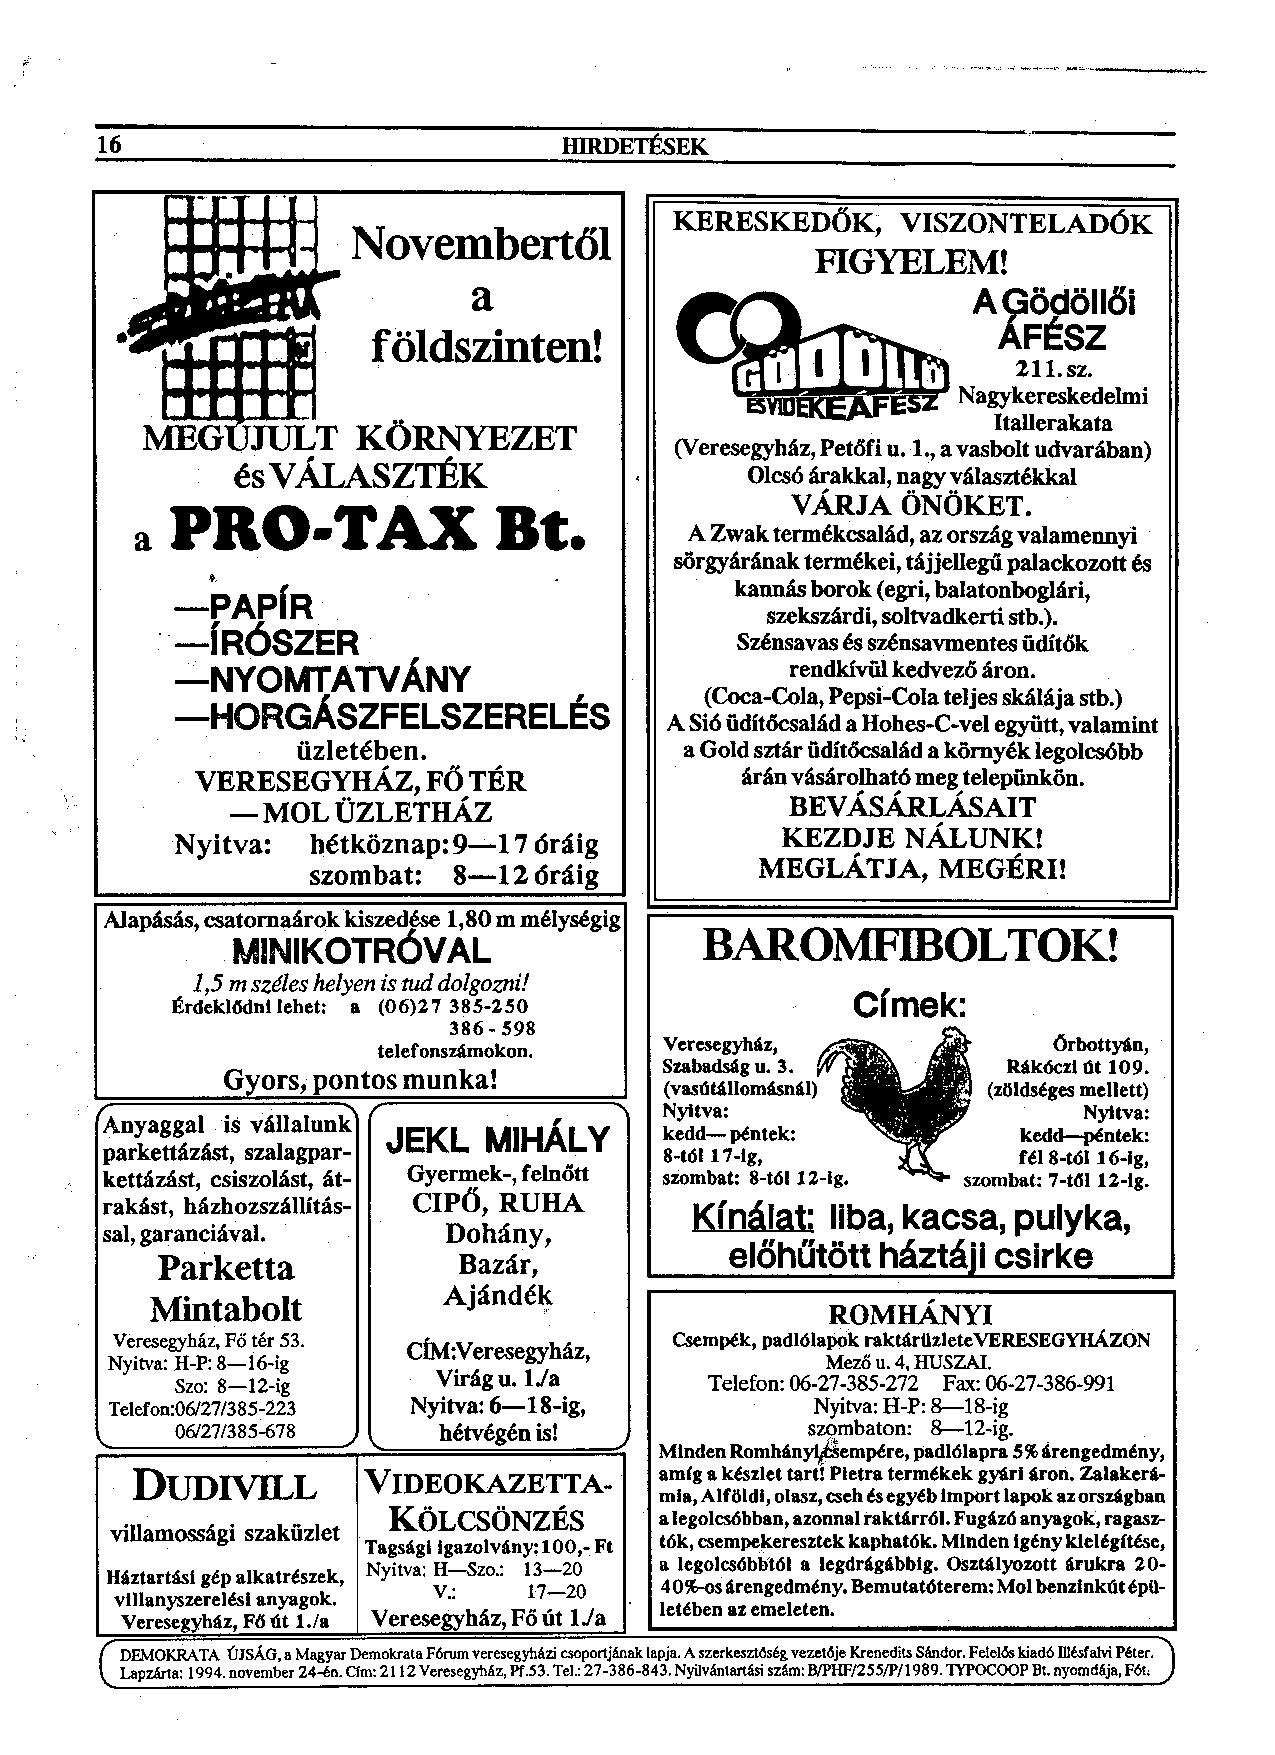 16
HIRDETÉSEK
Novembertől
a
földszinten!
MEGÚJULT KÖRNYEZET
és VÁLASZTÉK
a PRO-TAX Bt.
—PAPÍR
—ÍRÓSZER
—NYOMTATVÁNY
—HORGÁSZFELSZERELÉS
üzletében.
VERESEGYHÁZ, FŐ TÉR
— MOL ÜZLETHÁZ
Nyitva: hétköznap: 9—17 óráig
szombat: 8—12 óráig
Alapásás, csatornaárok kiszedése 1,80 m mélységig
MINIKOTRÓVAL
1,5 m széles helyen is tud dolgozni!
Érdeklődni lehet: a (06)27 385-250
386 - 598
telefonszámokon.
Gyors, pontos munka!
Anyaggal is vállalunk
parkettázást, szalagpar-
kettázást, csiszolást, át-
rakást, házhozszállítás-
sal, garanciával.
Parketta
Mintabolt
Veresegyház, Fő tér 53.
Nyitva: H-P: 8—16-ig
Szo: 8—12-ig
Telefon:06/27/385-223
06/27/385-678
JEKL MIHÁLY
Gyermek-, felnőtt
CIPŐ, RUHA
Dohány,
Bazár,
Ajándék
CÍM:Veresegyház,
Virág u. 1./a
Nyitva: 6—18-ig,
hétvégén is!
DUDIVILL
villamossági szaküzlet
Háztartási gép alkatrészek,
villanyszerelési anyagok.
Veresegyház, Fő út 1./a
VIDEOKAZETTA-
KÖLCSÖNZÉS
Tagsági igazolvány:100,- Ft
Nyitva: H—Szo.: 13—20
V.: 17—20
Veresegyház, Fő út 1./a
KERESKEDŐK, VISZONTELADÓK
FIGYELEM!
GÖDÖLLŐ
ÉS VIDÉKE ÁFÉSZ
A Gödöllői
ÁFÉSZ
211. sz.
Nagykereskedelmi
Itallerakata
(Veresegyház, Petőfi u. 1., a vasbolt udvarában)
Olcsó árakkal, nagy választékkal
VÁRJA ÖNÖKET.
A Zwak termékcsalád, az ország valamennyi
sörgyárának termékei, tájjellegű palackozott és
kannás borok (egri, balatonboglári,
szekszárdi, soltvadkerti stb.).
Szénsavas és szénsavmentes üdítők
rendkívül kedvező áron.
(Coca-Cola, Pepsi-Cola teljes skálája stb.)
A Sió üdítőcsalád a Hohes-C-vel együtt, valamint
a Gold sztár üdítőcsalád a környék legolcsóbb
árán vásárolható meg telepünkön.
BEVÁSÁRLÁSAIT
KEZDJE NÁLUNK!
MEGLÁTJA, MEGÉRI!
BAROMFIBOLTOK!
Címek:
Veresegyház,
Szabadság u. 3.
(vasútállomásnál)
Nyitva:
kedd— péntek:
8-tól 17-ig,
szombat: 8-tól 12-ig.
Őrbottyán,
Rákóczi út 109.
(zöldséges mellett)
Nyitva:
kedd—péntek:
fél 8-tól 16-ig,
szombat: 7-től 12-ig.
Kínálat: liba, kacsa, pulyka,
előhűtött háztáji csirke
ROMHÁNYI
Csempék, padlólapok raktárüzlete VERESEGYHÁZON
Mező u. 4, HUSZAI.
Telefon: 06-27-385-272 Fax: 06-27-386-991
Nyitva: H-P: 8—18-ig
szombaton: 8—12-ig.
Minden Romhányi csempére, padlólapra 5% árengedmény,
amíg a készlet tart! Pietra termékek gyári áron. Zalakerá-
mia, Alföldi, olasz, cseh és egyéb import lapok az országban
a legolcsóbban, azonnal raktárról. Fugázó anyagok, ragasz-
tók, csempekeresztek kaphatók. Minden igény kielégítése,
a legolcsóbbtól a legdrágábbig. Osztályozott árukra 20-
40%-os árengedmény. Bemutatóterem: Mol benzinkút épü-
letében az emeleten.
DEMOKRATA ÚJSÁG, a Magyar Demokrata Fórum veresegyházi csoportjának lapja. A szerkesztőség vezetője Krenedits Sándor. Felelős kiadó Illésfalvi Péter.
Lapzárta: 1994. november 24-én. Cím: 2112 Veresegyház, Pf.53. Tel.: 27-386-843. Nyilvántartási szám: B/PHF/255/P/1989. TYPOCOOP Bt. nyomdája, Fót.